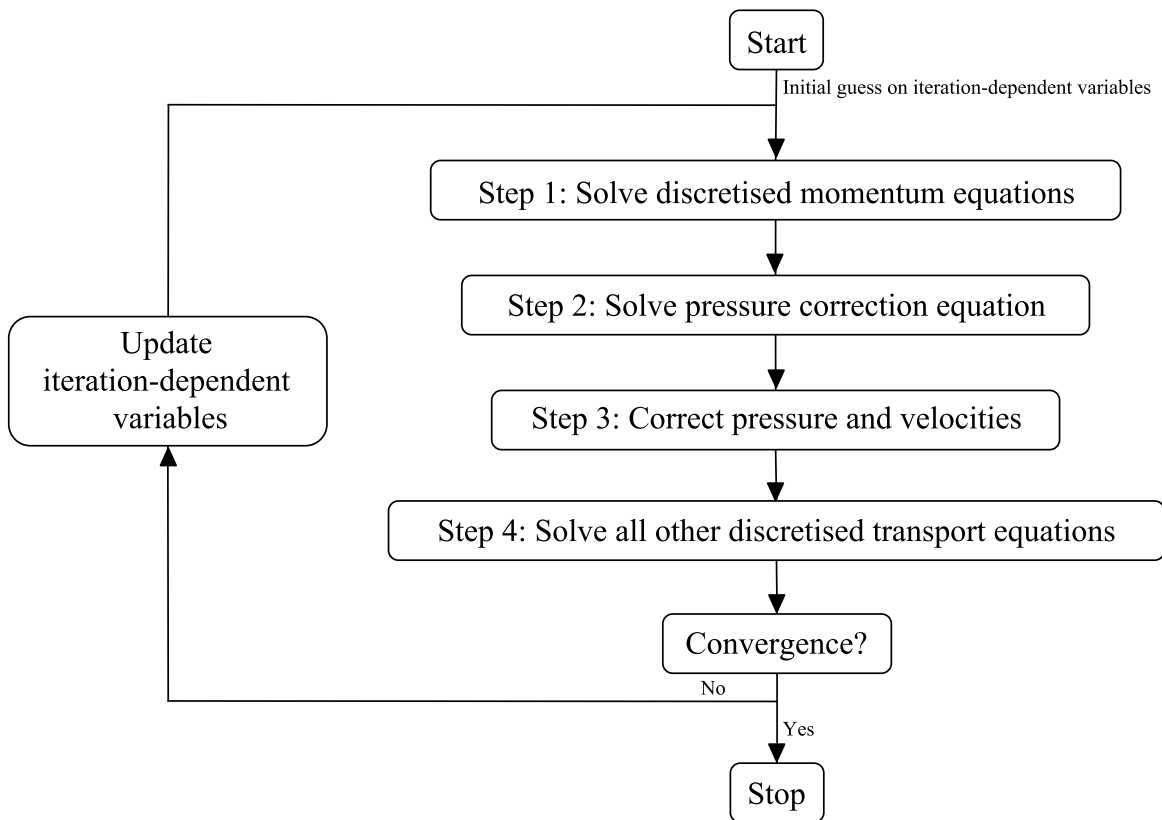 Start
Initial guess on iteration-dependent variables
Step 1: Solve discretised momentum equations
Step 2: Solve pressure correction equation
Update
iteration-dependent
variables
Step 3: Correct pressure and velocities
Step 4: Solve all other discretised transport equations
Convergence?
No
Yes
Stop